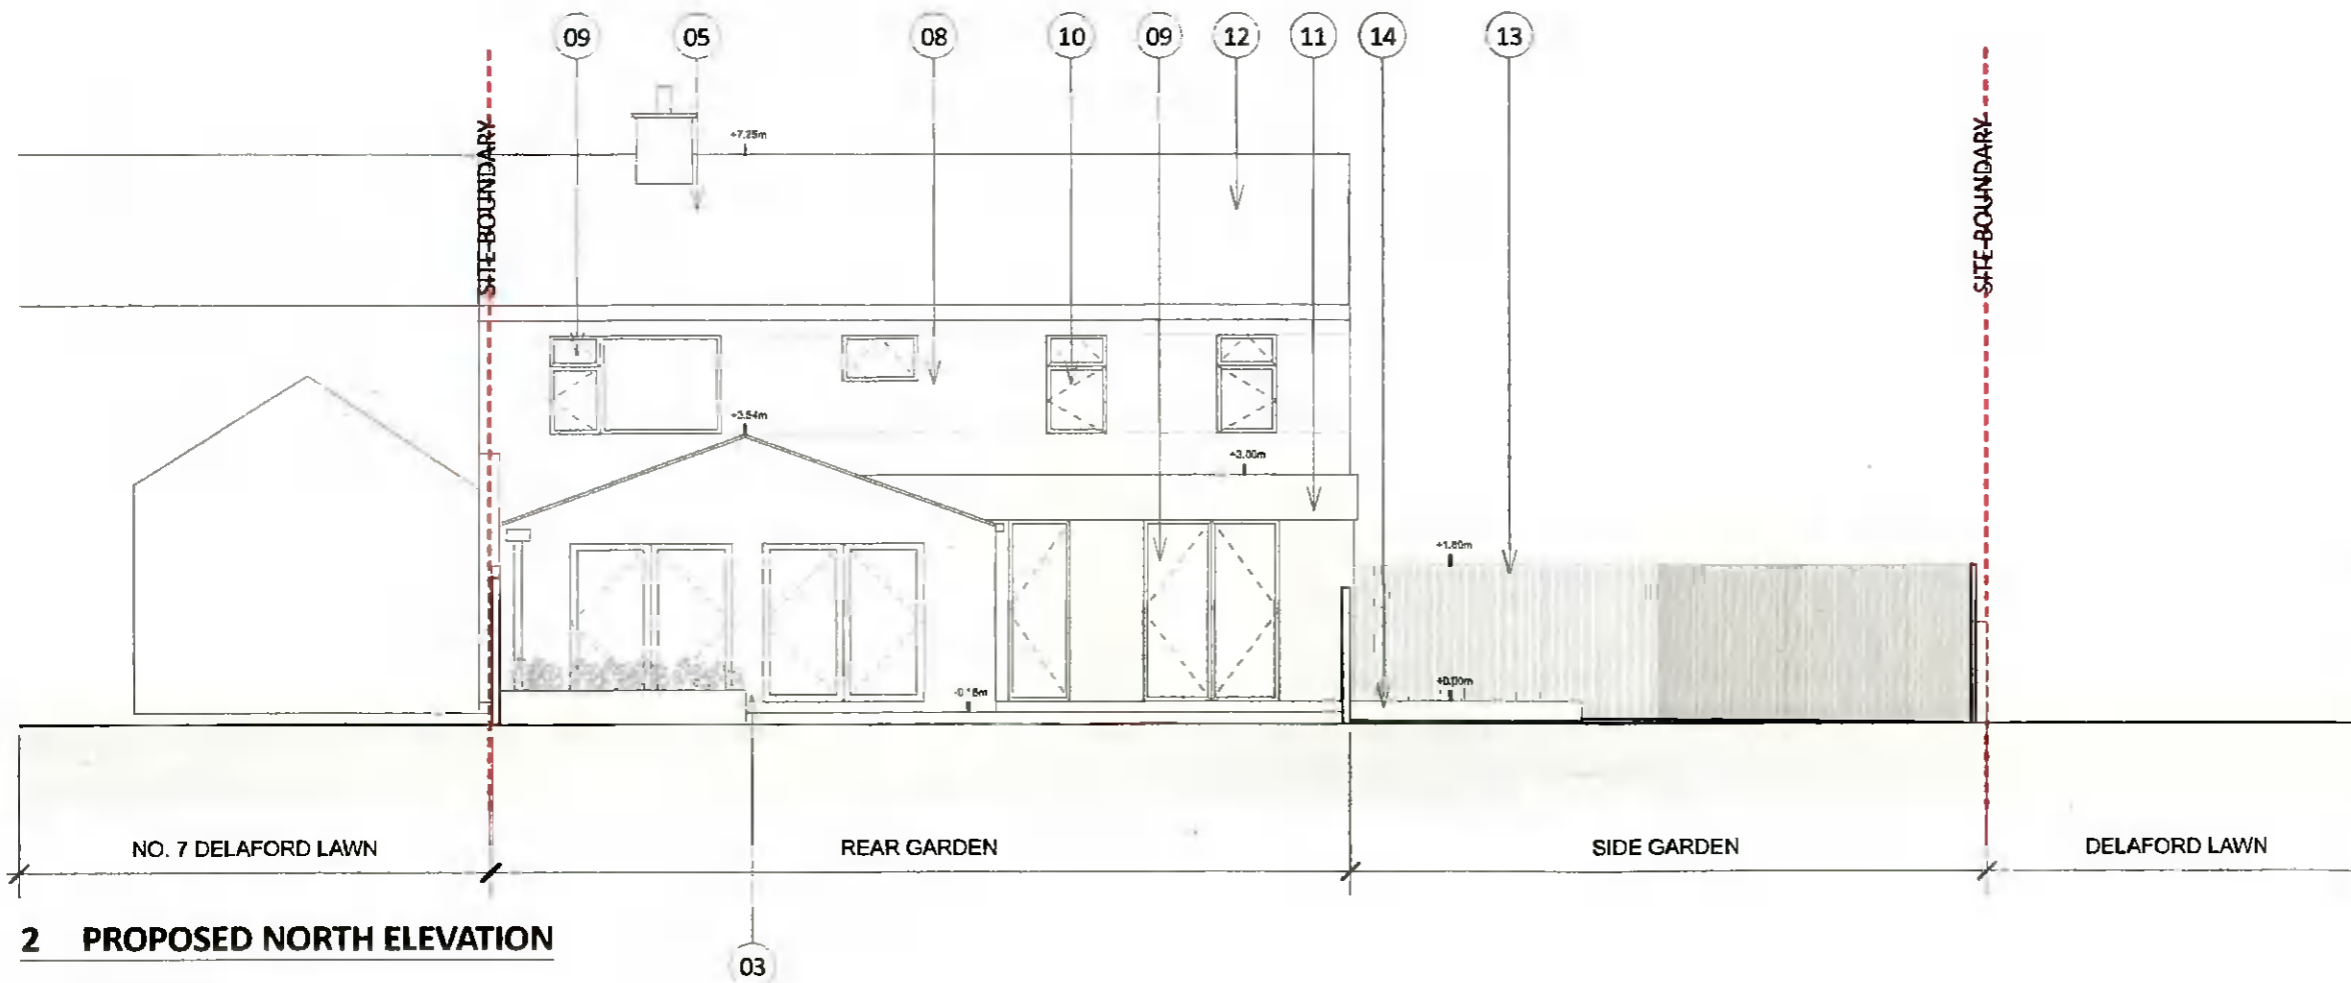 09 05 08 10 09 12 11 14 13
SITE BOUNDARY
SITE BOUNDARY
+7.25m
+3.54m
+3.00m
+1.80m
+0.00m
-0.15m
NO. 7 DELAFORD LAWN REAR GARDEN SIDE GARDEN DELAFORD LAWN
2 PROPOSED NORTH ELEVATION
03